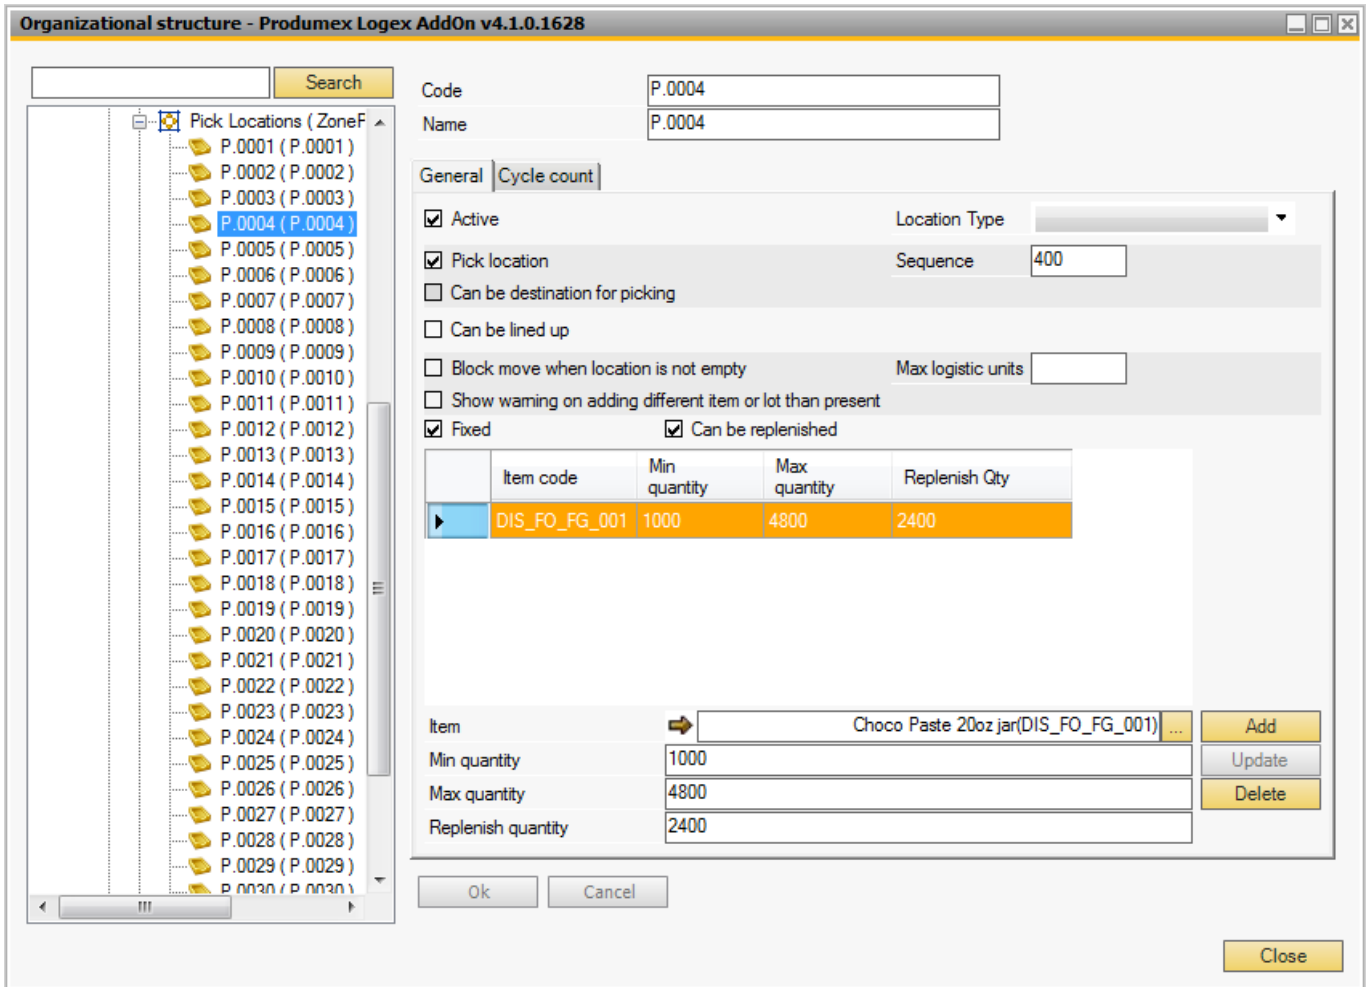 Organizational structure - Produmex Logex AddOn v4.1.0.1628
Search
Pick Locations ( ZoneF
P.0001 ( P.0001 )
P.0002 ( P.0002 )
P.0003 ( P.0003 )
P.0004 ( P.0004 )
P.0005 ( P.0005 )
P.0006 ( P.0006 )
P.0007 ( P.0007 )
P.0008 ( P.0008 )
P.0009 ( P.0009 )
P.0010 ( P.0010 )
P.0011 ( P.0011 )
P.0012 ( P.0012 )
P.0013 ( P.0013 )
P.0014 ( P.0014 )
P.0015 ( P.0015 )
P.0016 ( P.0016 )
P.0017 ( P.0017 )
P.0018 ( P.0018 )
P.0019 ( P.0019 )
P.0020 ( P.0020 )
P.0021 ( P.0021 )
P.0022 ( P.0022 )
P.0023 ( P.0023 )
P.0024 ( P.0024 )
P.0025 ( P.0025 )
P.0026 ( P.0026 )
P.0027 ( P.0027 )
P.0028 ( P.0028 )
P.0029 ( P.0029 )
P.0030 ( P.0030 )
Code P.0004
Name P.0004
General Cycle count
Active Location Type
Pick location Sequence 400
Can be destination for picking
Can be lined up
Block move when location is not empty Max logistic units
Show warning on adding different item or lot than present
Fixed Can be replenished
Item code Min quantity Max quantity Replenish Qty
DIS_FO_FG_001 1000 4800 2400
Item Choco Paste 20oz jar(DIS_FO_FG_001) ... Add
Min quantity 1000 Update
Max quantity 4800 Delete
Replenish quantity 2400
Ok Cancel
Close